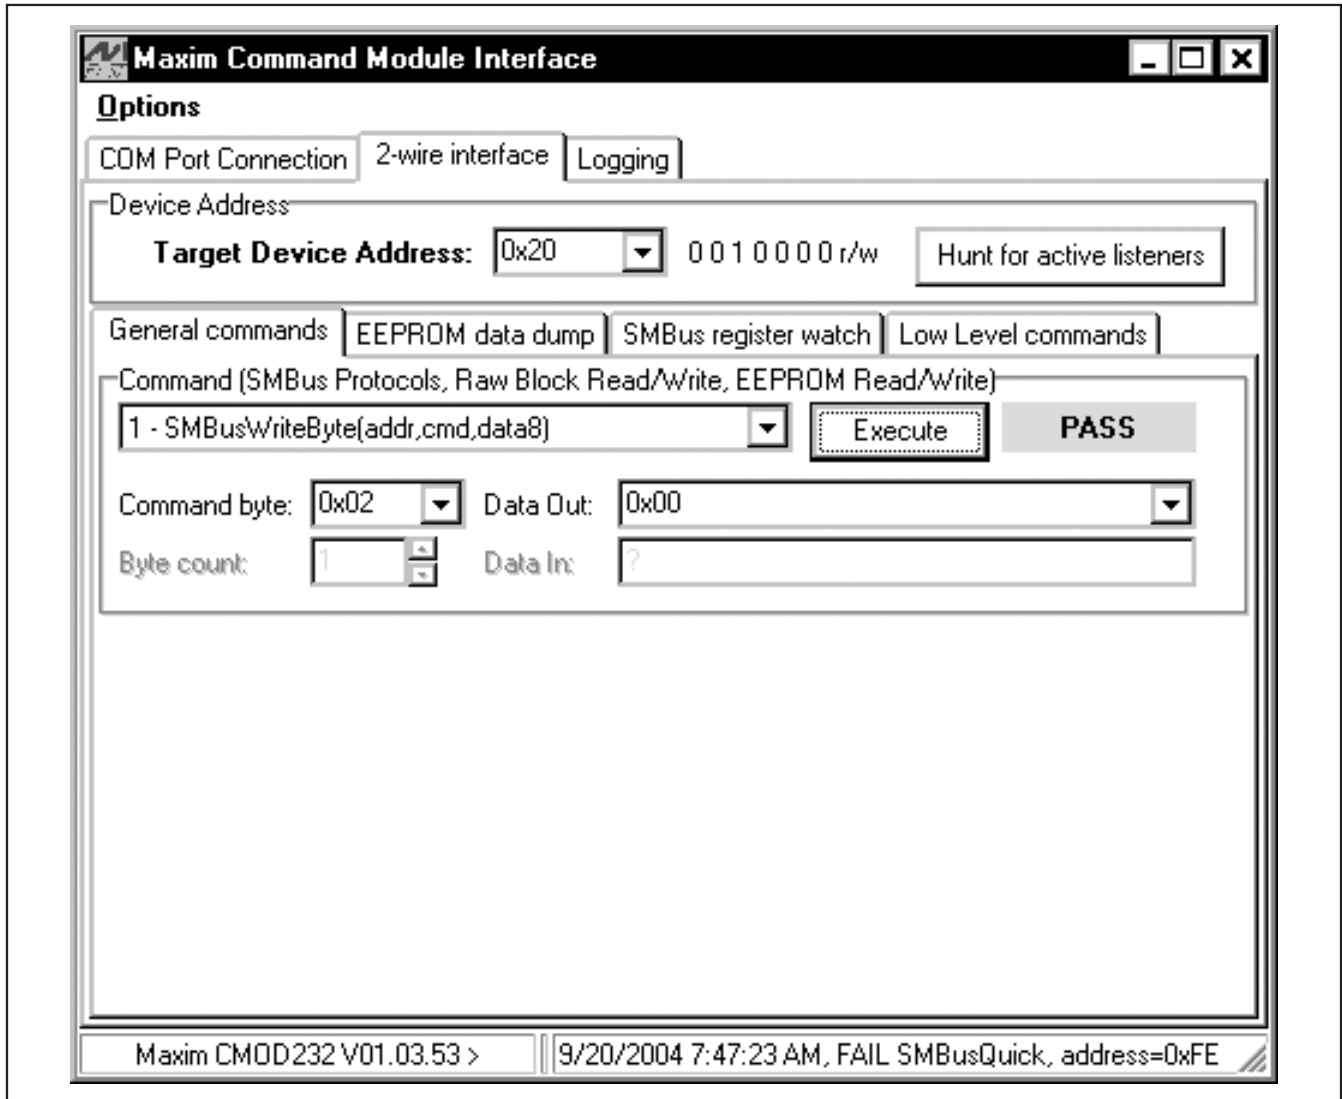 Maxim Command Module Interface
Options
COM Port Connection 2-wire interface Logging
Device Address
Target Device Address: 0x20 0 0 1 0 0 0 0 r/w Hunt for active listeners
General commands EEPROM data dump SMBus register watch Low Level commands
Command (SMBus Protocols, Raw Block Read/Write, EEPROM Read/Write)
1 - SMBusWriteByte(addr,cmd,data8) Execute PASS
Command byte: 0x02 Data Out: 0x00
Byte count: 1 Data In: ?
Maxim CMOD232 V01.03.53 > 9/20/2004 7:47:23 AM, FAIL SMBusQuick, address=0xFE